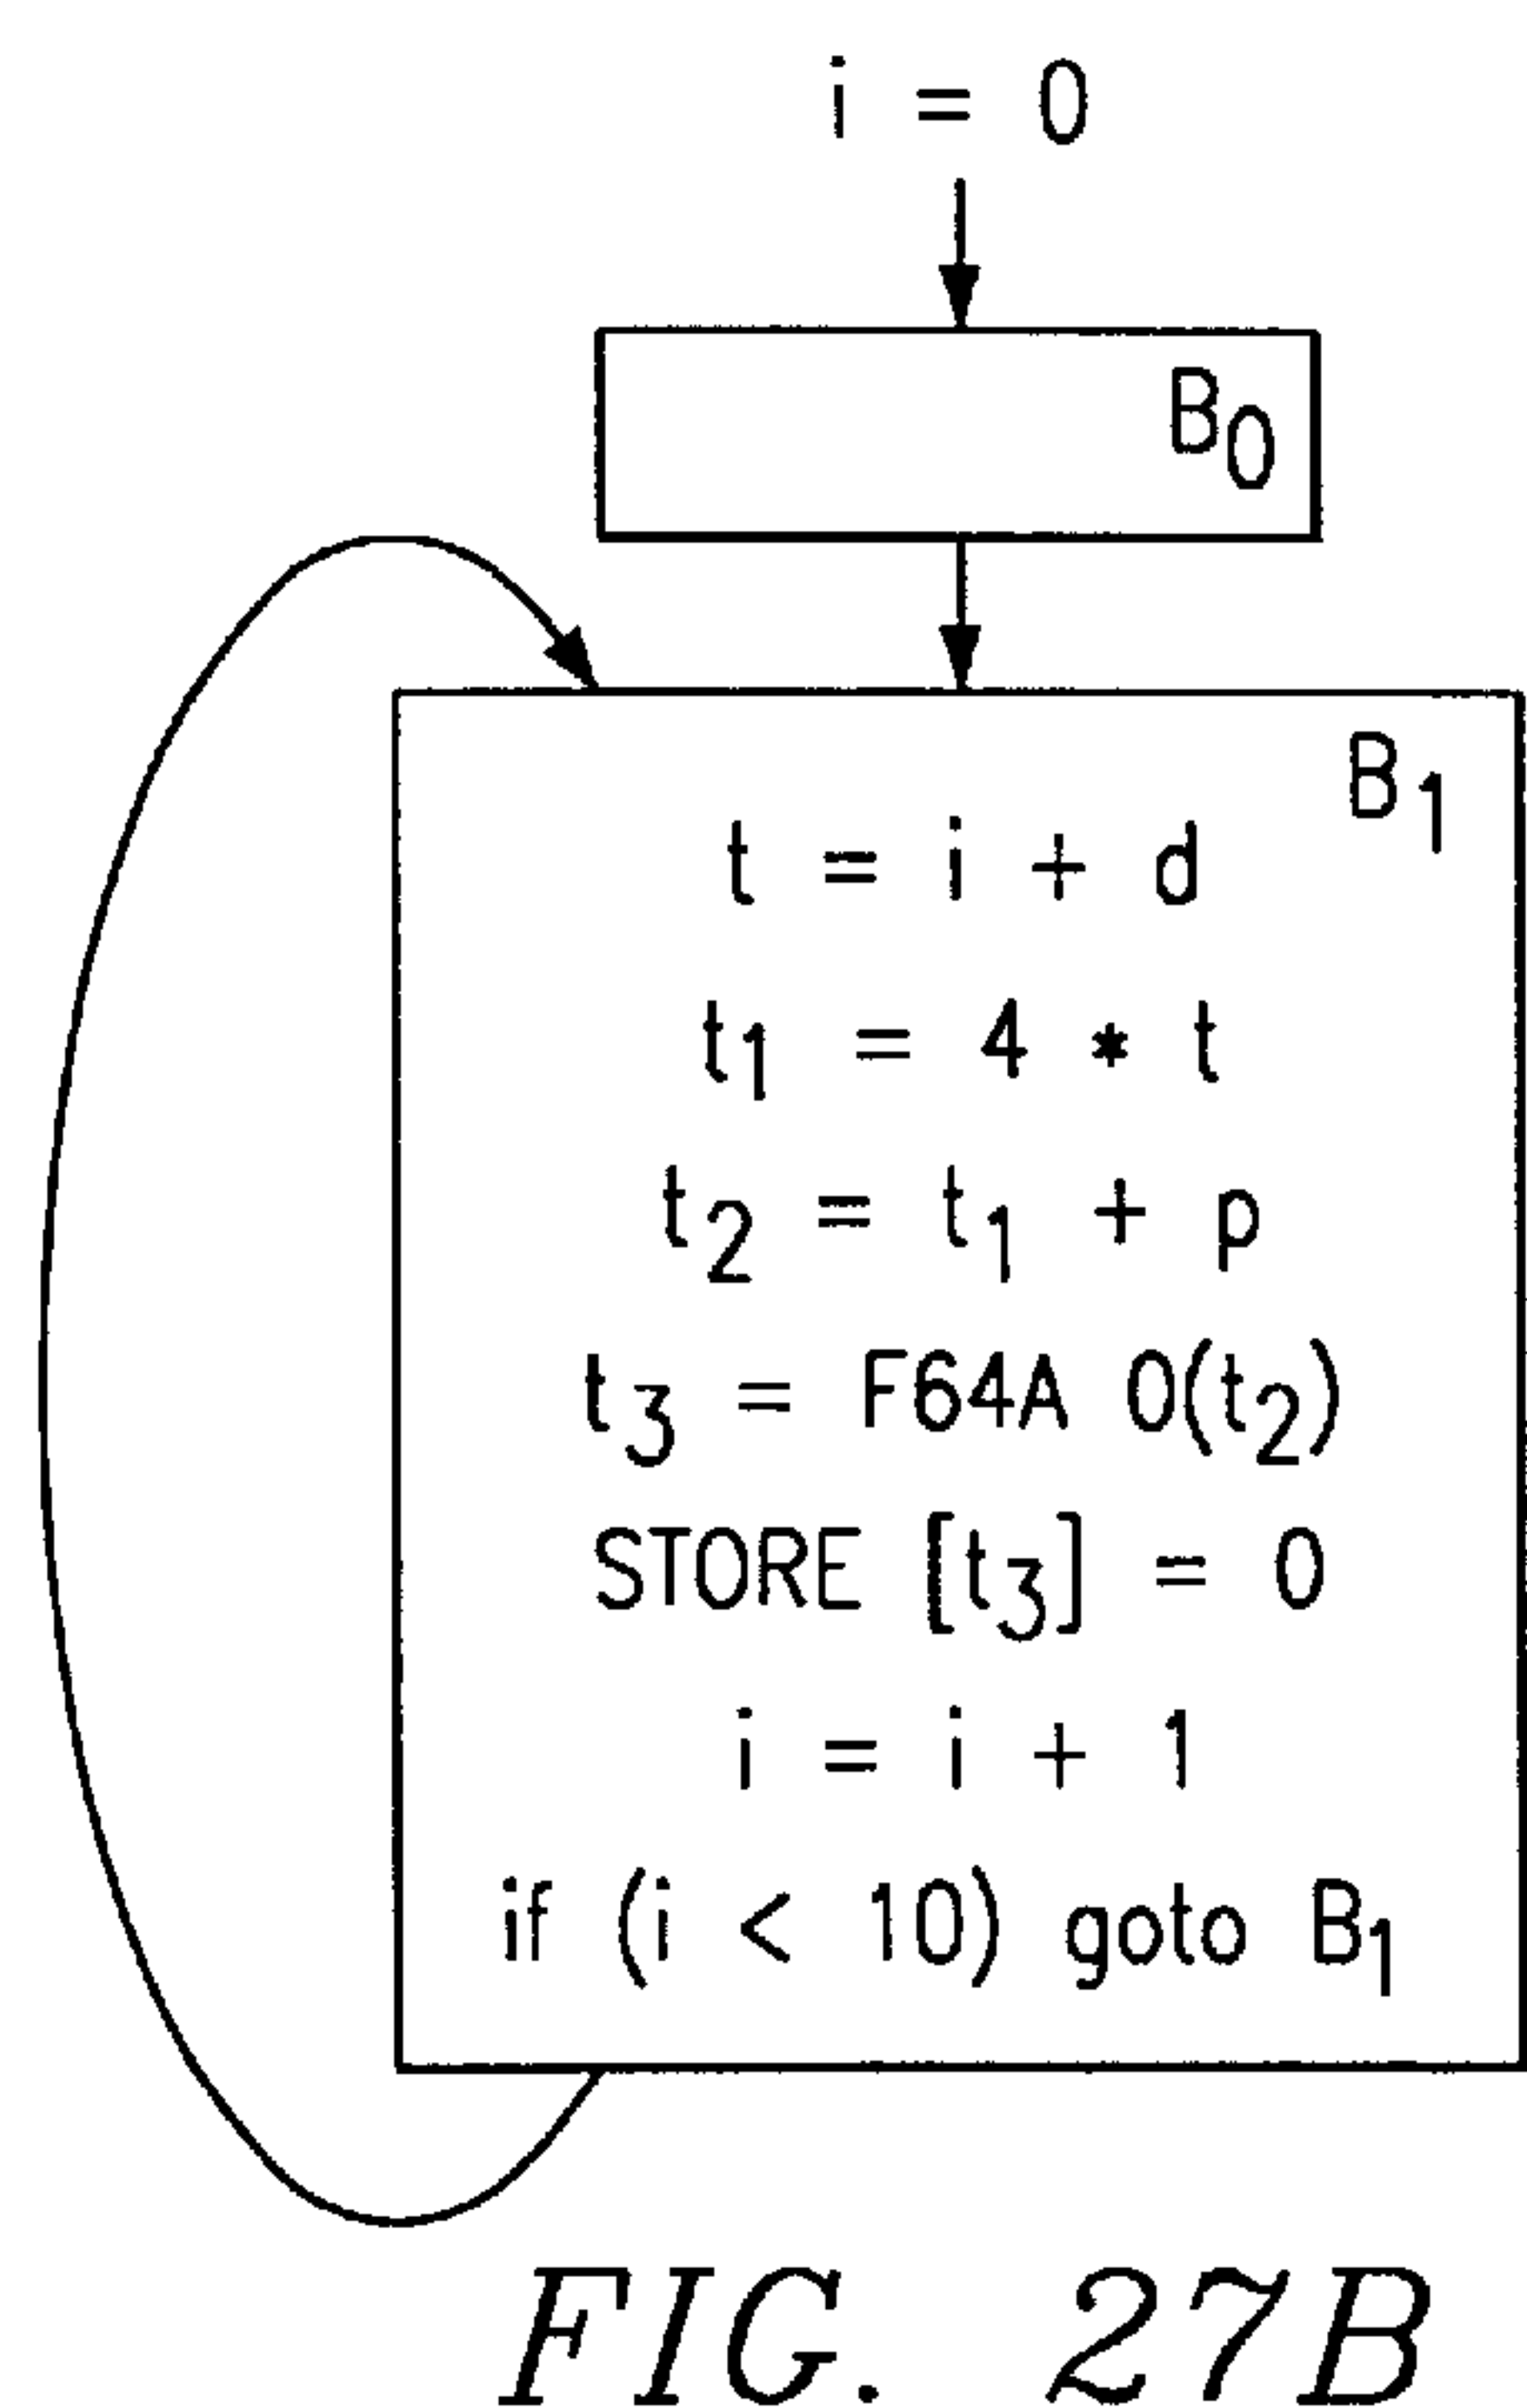 i = 0
B0
B1
t = i + d
t1 = 4 * t
t2 = t1 + p
t3 = F64A 0(t2)
STORE [t3] = 0
i = i + 1
if (i < 10) goto B1
FIG. 27B